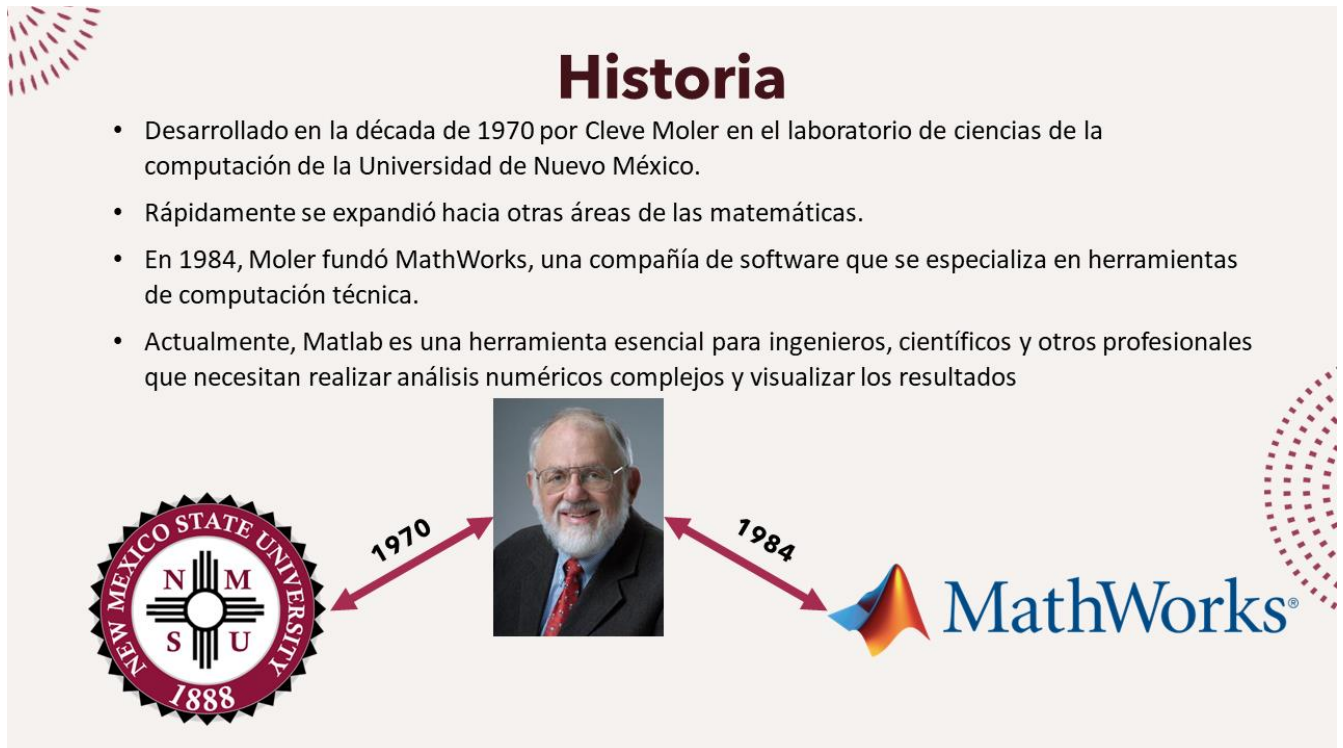 Historia
• Desarrollado en la década de 1970 por Cleve Moler en el laboratorio de ciencias de la
computación de la Universidad de Nuevo México.
• Rápidamente se expandió hacia otras áreas de las matemáticas.
• En 1984, Moler fundó MathWorks, una compañía de software que se especializa en herramientas
de computación técnica.
• Actualmente, Matlab es una herramienta esencial para ingenieros, científicos y otros profesionales
que necesitan realizar análisis numéricos complejos y visualizar los resultados
1970
1984
NEW MEXICO STATE UNIVERSITY
N M
S U
1888
MathWorks®